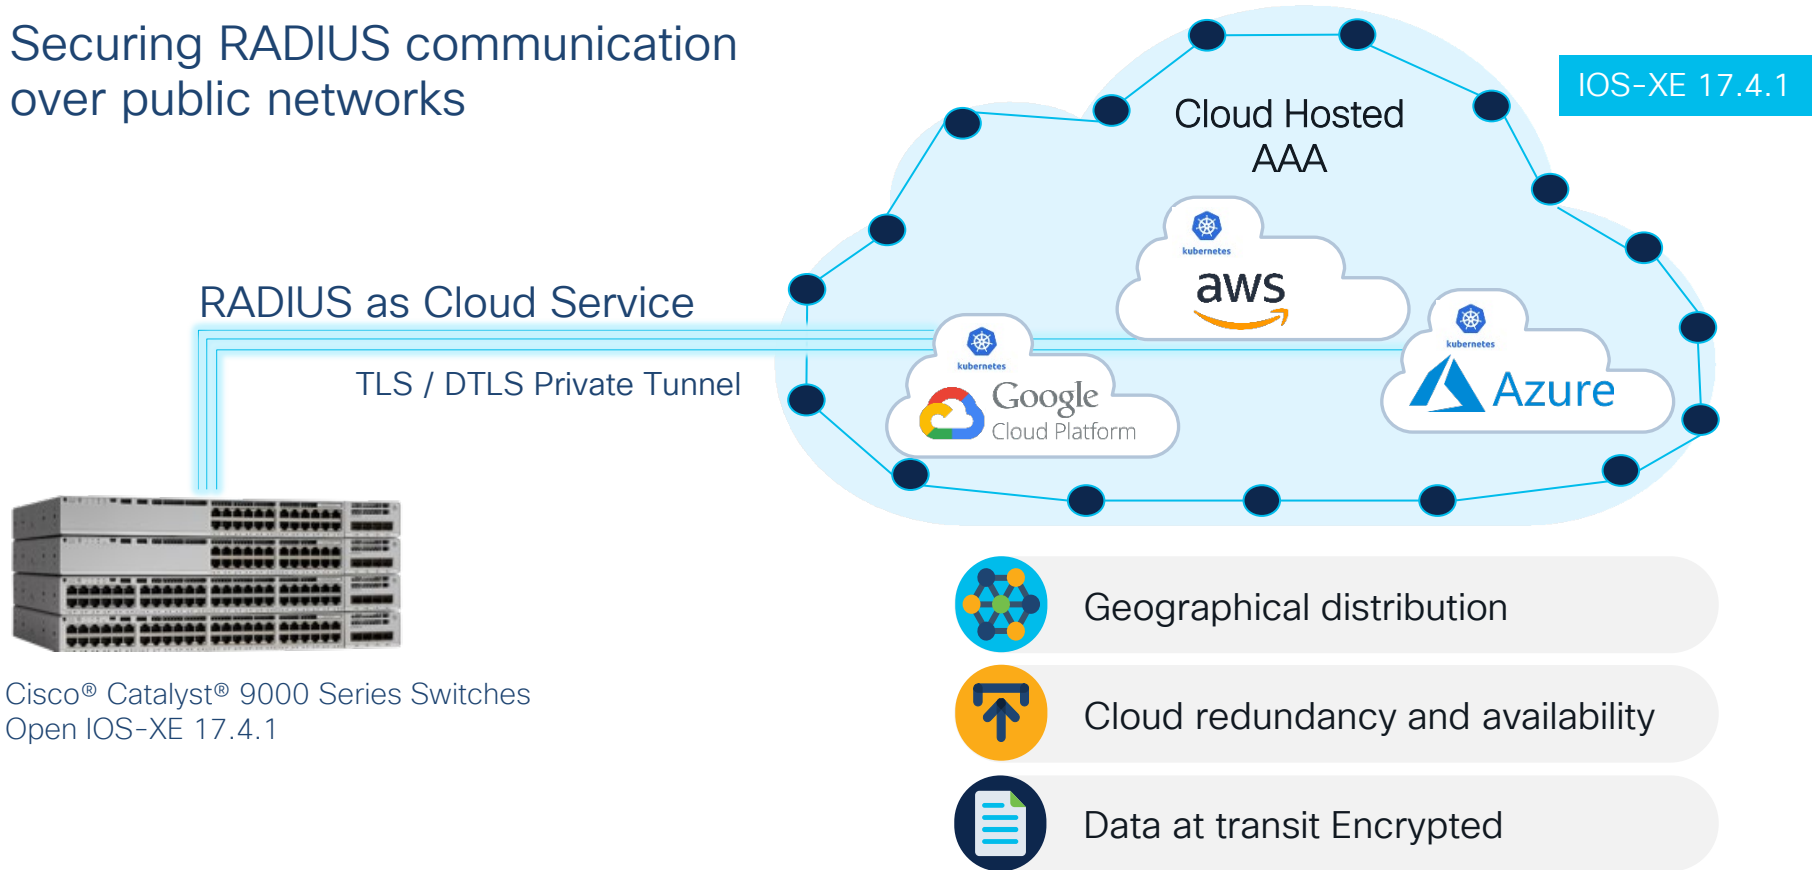 Securing RADIUS communication
over public networks
IOS-XE 17.4.1
Cloud Hosted
AAA
kubernetes
aws
RADIUS as Cloud Service
TLS / DTLS Private Tunnel
kubernetes
Google
Cloud Platform
kubernetes
Azure
Cisco® Catalyst® 9000 Series Switches
Open IOS-XE 17.4.1
Geographical distribution
Cloud redundancy and availability
Data at transit Encrypted